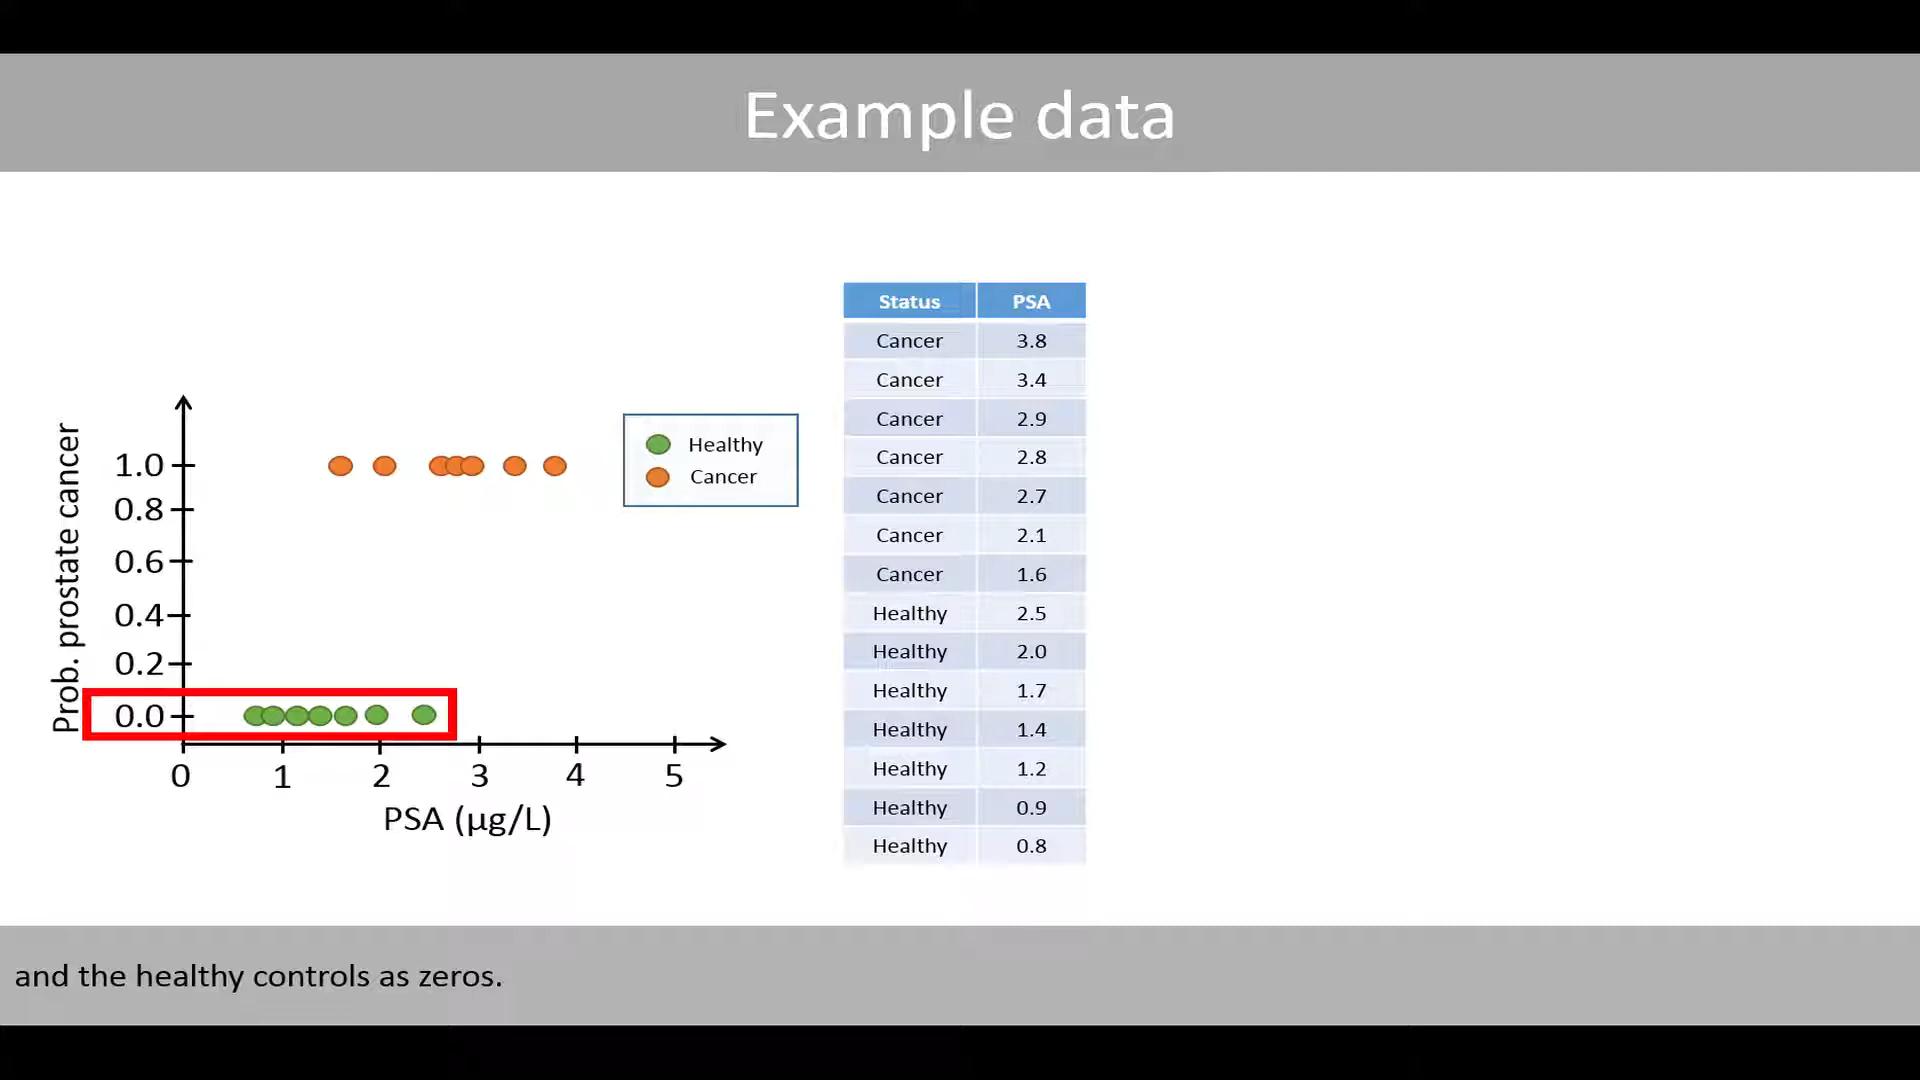 Example data
Prob. prostate cancer
1.0
0.8
0.6
0.4
0.2
0.0
0 1 2 3 4 5
PSA (µg/L)
Healthy
Cancer
Status PSA
Cancer 3.8
Cancer 3.4
Cancer 2.9
Cancer 2.8
Cancer 2.7
Cancer 2.1
Cancer 1.6
Healthy 2.5
Healthy 2.0
Healthy 1.7
Healthy 1.4
Healthy 1.2
Healthy 0.9
Healthy 0.8
and the healthy controls as zeros.